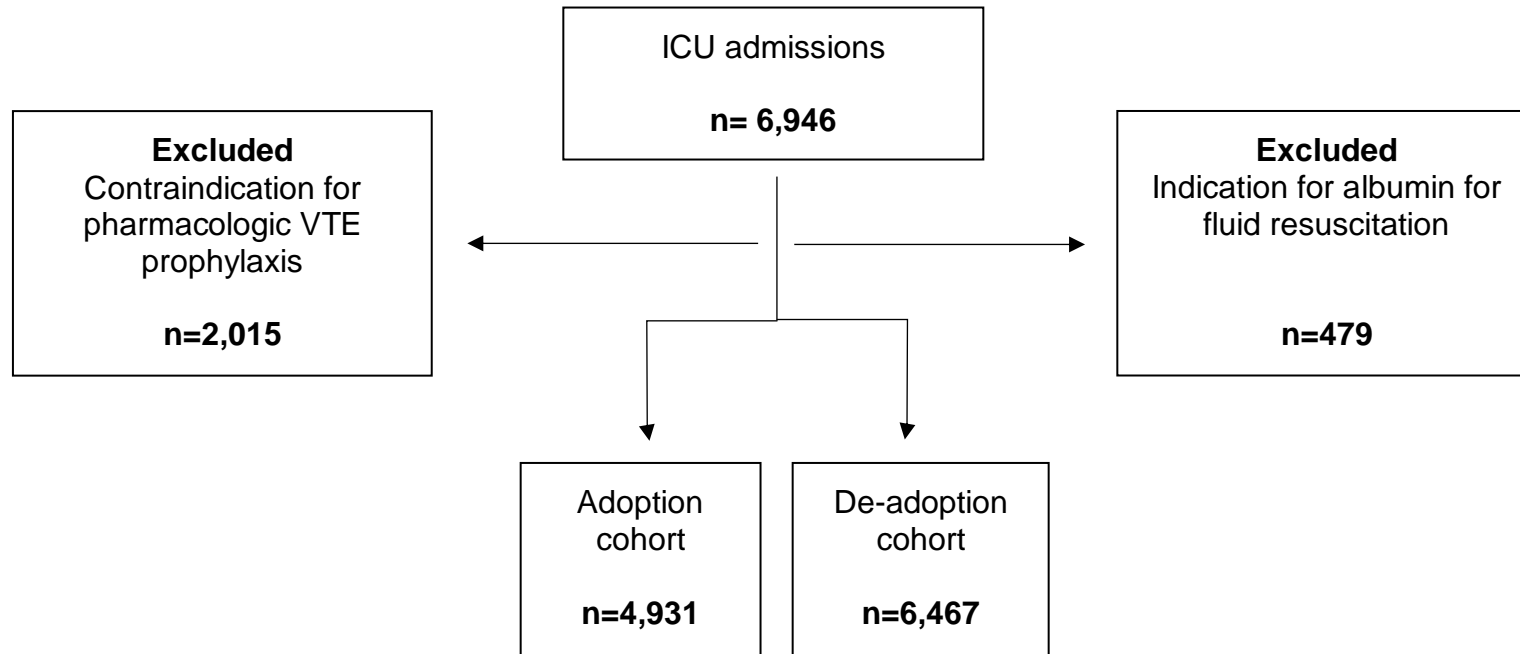 ICU admissions
n= 6,946
Excluded
Contraindication for
pharmacologic VTE
prophylaxis
n=2,015
Excluded
Indication for albumin for
fluid resuscitation
n=479
Adoption
cohort
n=4,931
De-adoption
cohort
n=6,467